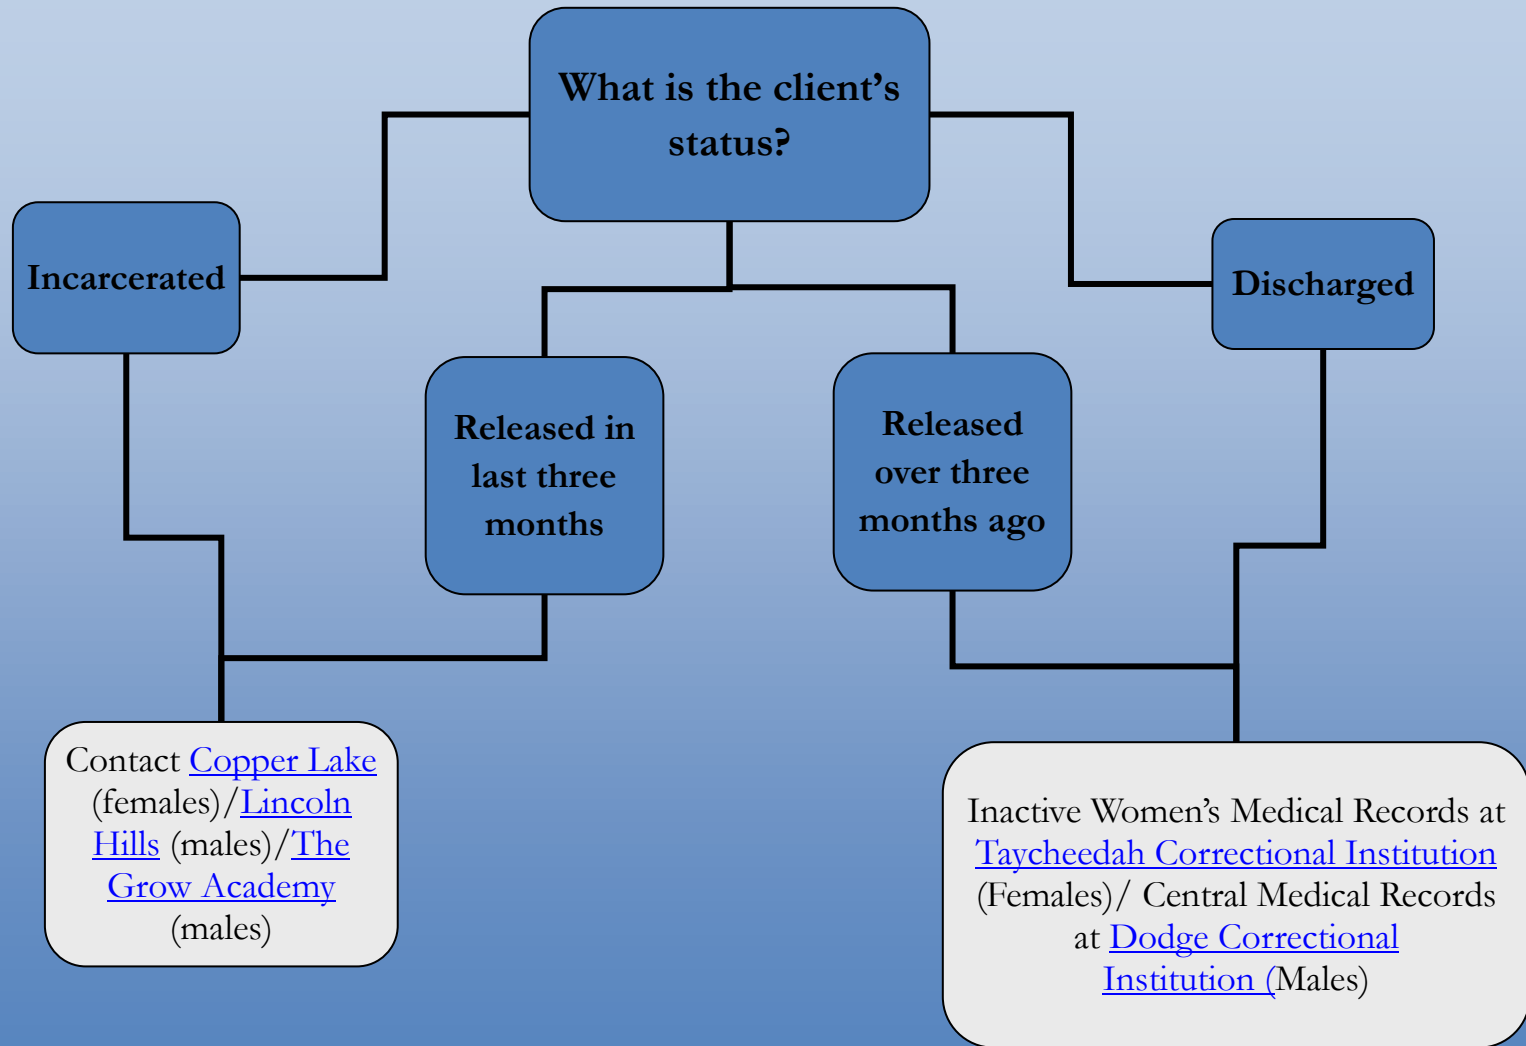 What is the client’s
status?
Incarcerated
Discharged
Released in
last three
months
Released
over three
months ago
Contact Copper Lake
(females)/Lincoln
Hills (males)/The
Grow Academy
(males)
Inactive Women’s Medical Records at
Taycheedah Correctional Institution
(Females)/ Central Medical Records
at Dodge Correctional
Institution (Males)